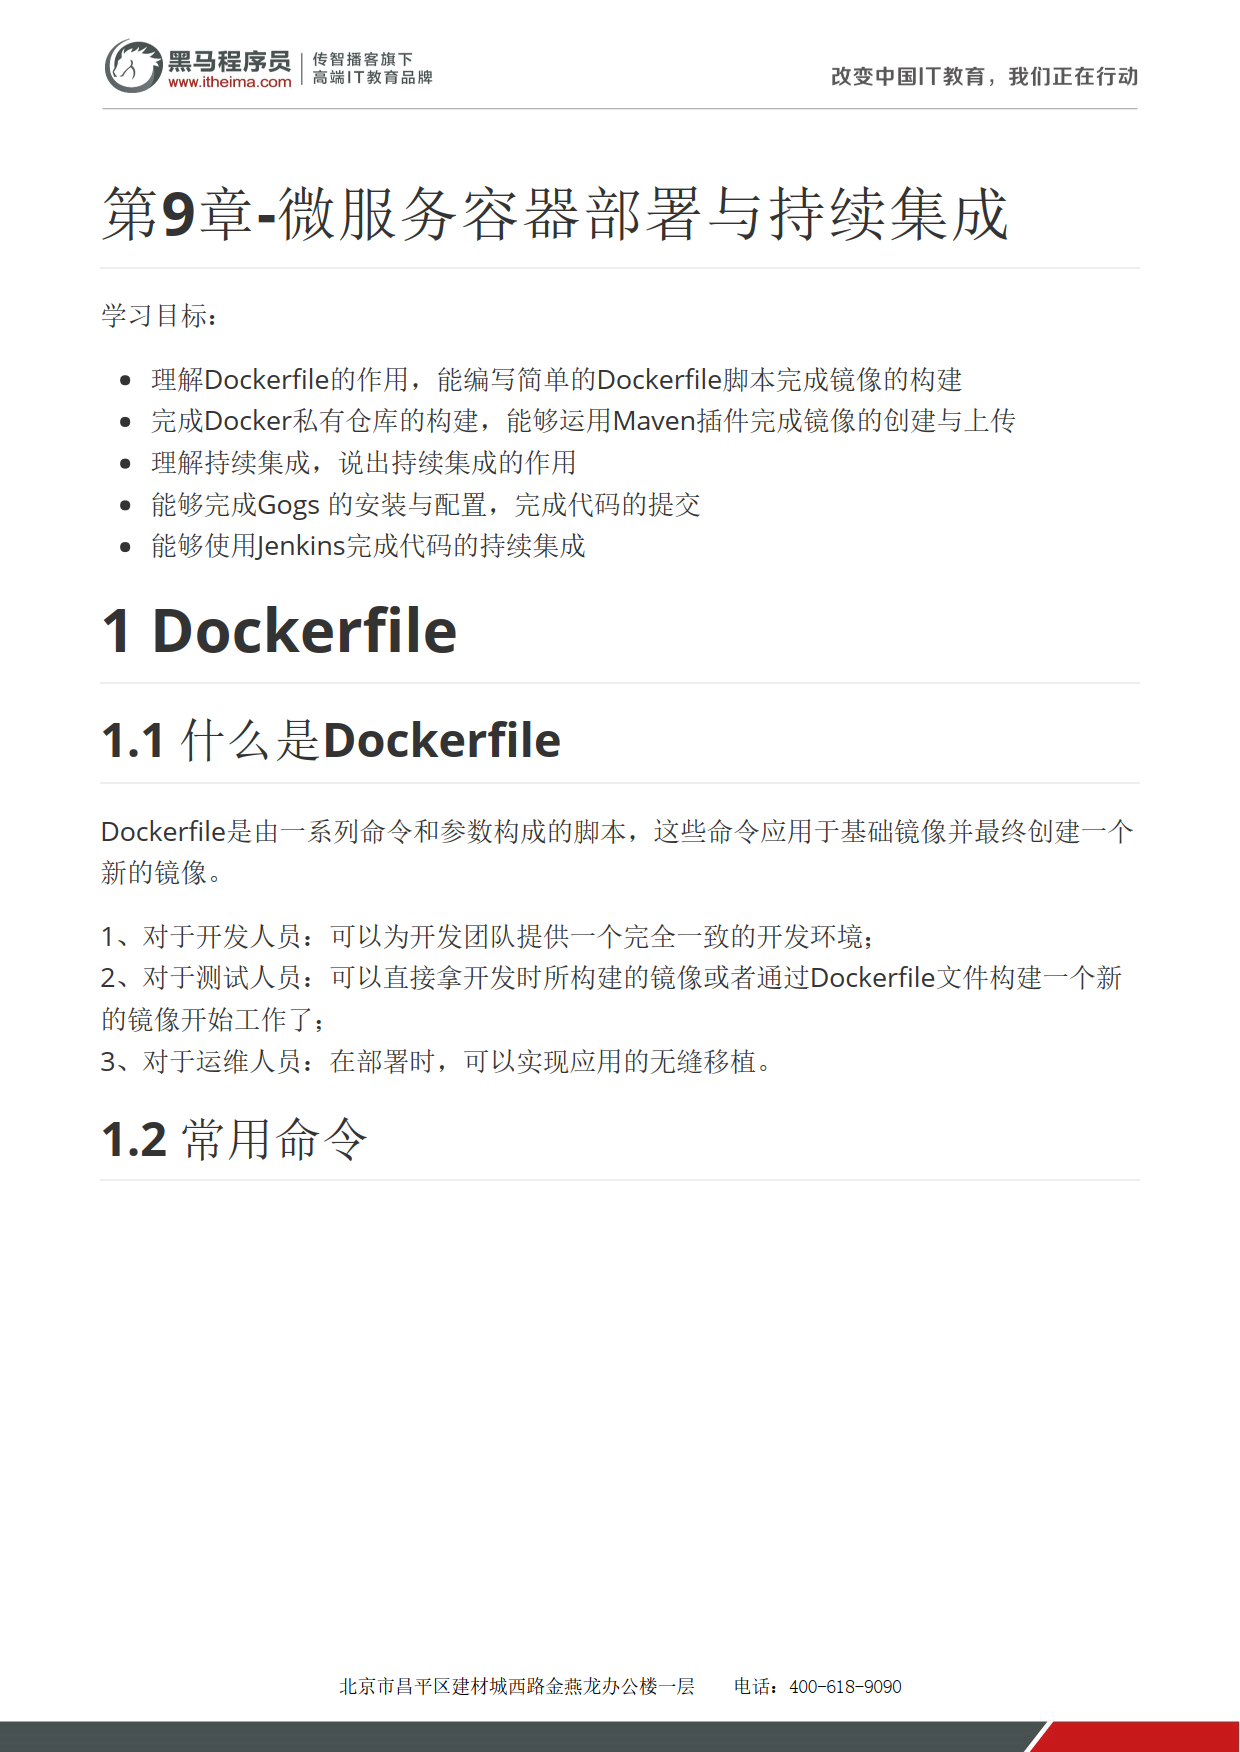 黑马程序员
www.itheima.com
传智播客旗下
高端IT教育品牌
改变中国IT教育，我们正在行动
第9章-微服务容器部署与持续集成
学习目标：
理解Dockerfile的作用，能编写简单的Dockerfile脚本完成镜像的构建
完成Docker私有仓库的构建，能够运用Maven插件完成镜像的创建与上传
理解持续集成，说出持续集成的作用
能够完成Gogs 的安装与配置，完成代码的提交
能够使用Jenkins完成代码的持续集成
1 Dockerfile
1.1 什么是Dockerfile
Dockerfile是由一系列命令和参数构成的脚本，这些命令应用于基础镜像并最终创建一个
新的镜像。
1、对于开发人员：可以为开发团队提供一个完全一致的开发环境；
2、对于测试人员：可以直接拿开发时所构建的镜像或者通过Dockerfile文件构建一个新
的镜像开始工作了；
3、对于运维人员：在部署时，可以实现应用的无缝移植。
1.2 常用命令
北京市昌平区建材城西路金燕龙办公楼一层 电话：400-618-9090